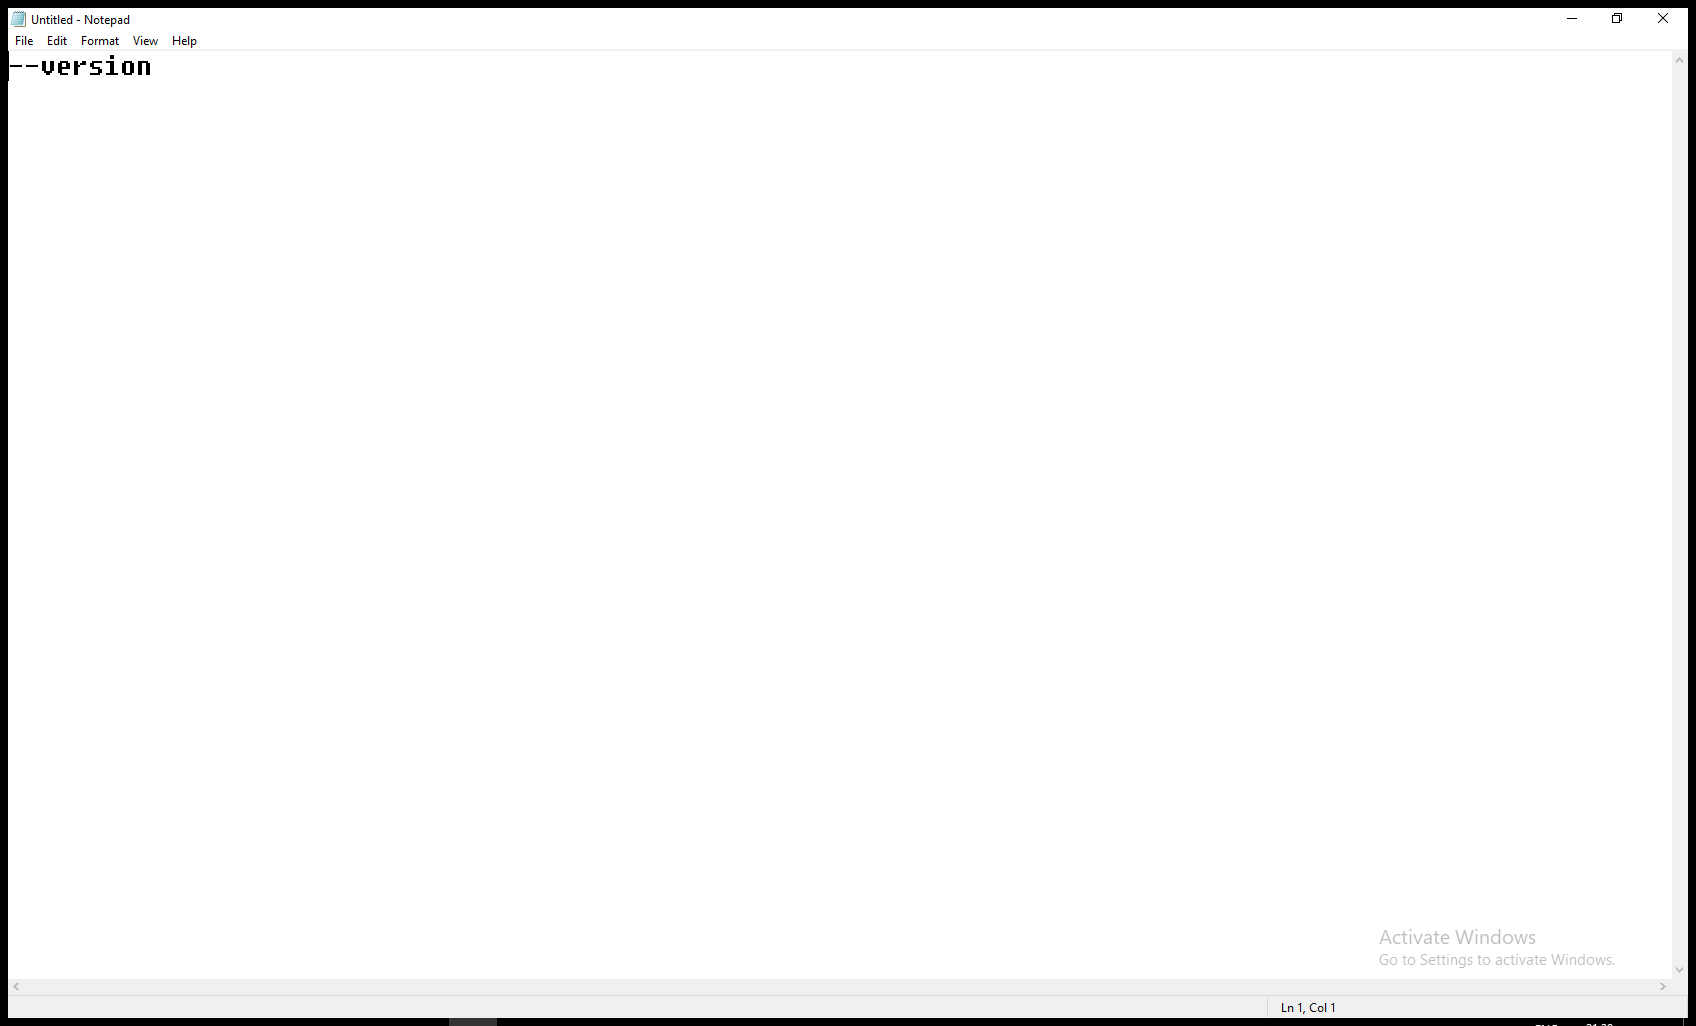 Untitled - Notepad
File Edit Format View Help
--version
Activate Windows
Go to Settings to activate Windows.
Ln 1, Col 1